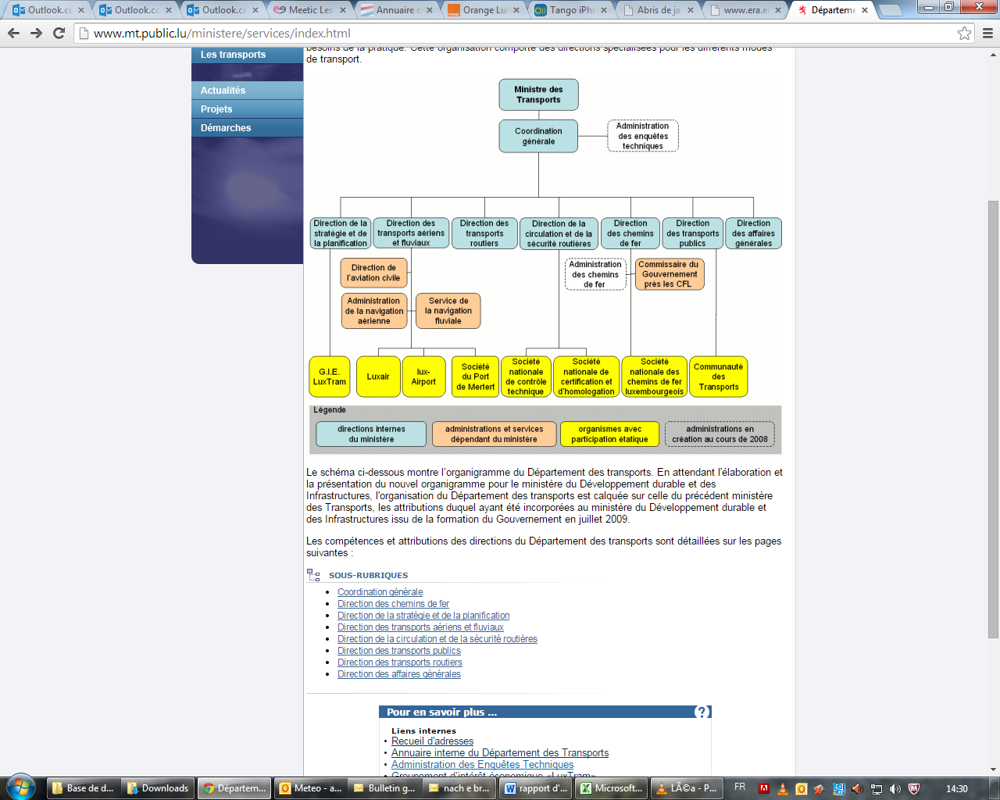 Outlook.co
Outlook.co
Outlook.co
Meetic Les
Annuaire d
Orange Lu
Tango iPh
Abris de ja
www.era.e
Départeme
www.mt.public.lu/ministere/services/index.html
Les transports
Actualités
Projets
Démarches
besoins de la pratique. Cette organisation comporte des directions spécialisées pour les différents modes
de transport.
Ministre des
Transports
Coordination
générale
Administration
des enquêtes
techniques
Direction de la
stratégie et de
la planification
Direction des
transports aériens
et fluviaux
Direction des
transports
routiers
Direction de la
circulation et de la
sécurité routières
Direction
des chemins
de fer
Direction
des transports
publics
Direction
des affaires
générales
Direction de
l'aviation civile
Administration
des chemins
de fer
Commissaire du
Gouvernement
près les CFL
Administration
de la navigation
aérienne
Service de
la navigation
fluviale
G.I.E.
LuxTram
Luxair
lux-
Airport
Société
du Port
de Mertert
Société
nationale
de contrôle
technique
Société
nationale de
certification et
d'homologation
Société
nationale des
chemins de fer
luxembourgeois
Communauté
des
Transports
Légende
directions internes
du ministère
administrations et services
dépendant du ministère
organismes avec
participation étatique
administrations en
création au cours de 2008
Le schéma ci-dessous montre l'organigramme du Département des transports. En attendant l'élaboration et
la présentation du nouvel organigramme pour le ministère du Développement durable et des
Infrastructures, l'organisation du Département des transports est calquée sur celle du précédent ministère
des Transports, les attributions duquel ayant été incorporées au ministère du Développement durable et
des Infrastructures issu de la formation du Gouvernement en juillet 2009.
Les compétences et attributions des directions du Département des transports sont détaillées sur les pages
suivantes :
SOUS-RUBRIQUES
• Coordination générale
• Direction des chemins de fer
• Direction de la stratégie et de la planification
• Direction des transports aériens et fluviaux
• Direction de la circulation et de la sécurité routières
• Direction des transports publics
• Direction des transports routiers
• Direction des affaires générales
Pour en savoir plus ... ?
Liens internes
• Recueil d'adresses
• Annuaire interne du Département des Transports
• Administration des Enquêtes Techniques
• Groupement d'intérêt économique «LuxTram»
Base de d...
Downloads
Départem...
Meteo - a...
Bulletin g...
nach e br...
rapport d'...
Microsoft...
LÃ©a - P...
FR
14:30